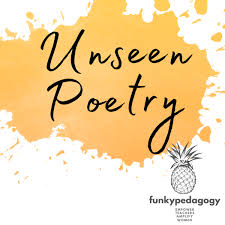 Unseen
Poetry
funkypedagogy
EMPOWER
TEACHERS
AMPLIFY
WOMEN